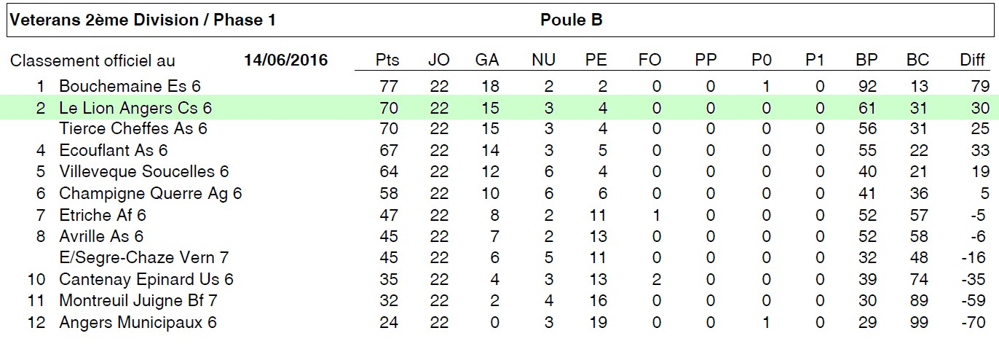 Veterans 2ème Division / Phase 1 Poule B
Classement officiel au 14/06/2016 Pts JO GA NU PE FO PP P0 P1 BP BC Diff
1 Bouchemaine Es 6 77 22 18 2 2 0 0 1 0 92 13 79
2 Le Lion Angers Cs 6 70 22 15 3 4 0 0 0 0 61 31 30
Tierce Cheffes As 6 70 22 15 3 4 0 0 0 0 56 31 25
4 Ecouflant As 6 67 22 14 3 5 0 0 0 0 55 22 33
5 Villeveque Soucelles 6 64 22 12 6 4 0 0 0 0 40 21 19
6 Champigne Querre Ag 6 58 22 10 6 6 0 0 0 0 41 36 5
7 Etriche Af 6 47 22 8 2 11 1 0 0 0 52 57 -5
8 Avrille As 6 45 22 7 2 13 0 0 0 0 52 58 -6
E/Segre-Chaze Vern 7 45 22 6 5 11 0 0 0 0 32 48 -16
10 Cantenay Epinard Us 6 35 22 4 3 13 2 0 0 0 39 74 -35
11 Montreuil Juigne Bf 7 32 22 2 4 16 0 0 0 0 30 89 -59
12 Angers Municipaux 6 24 22 0 3 19 0 0 1 0 29 99 -70